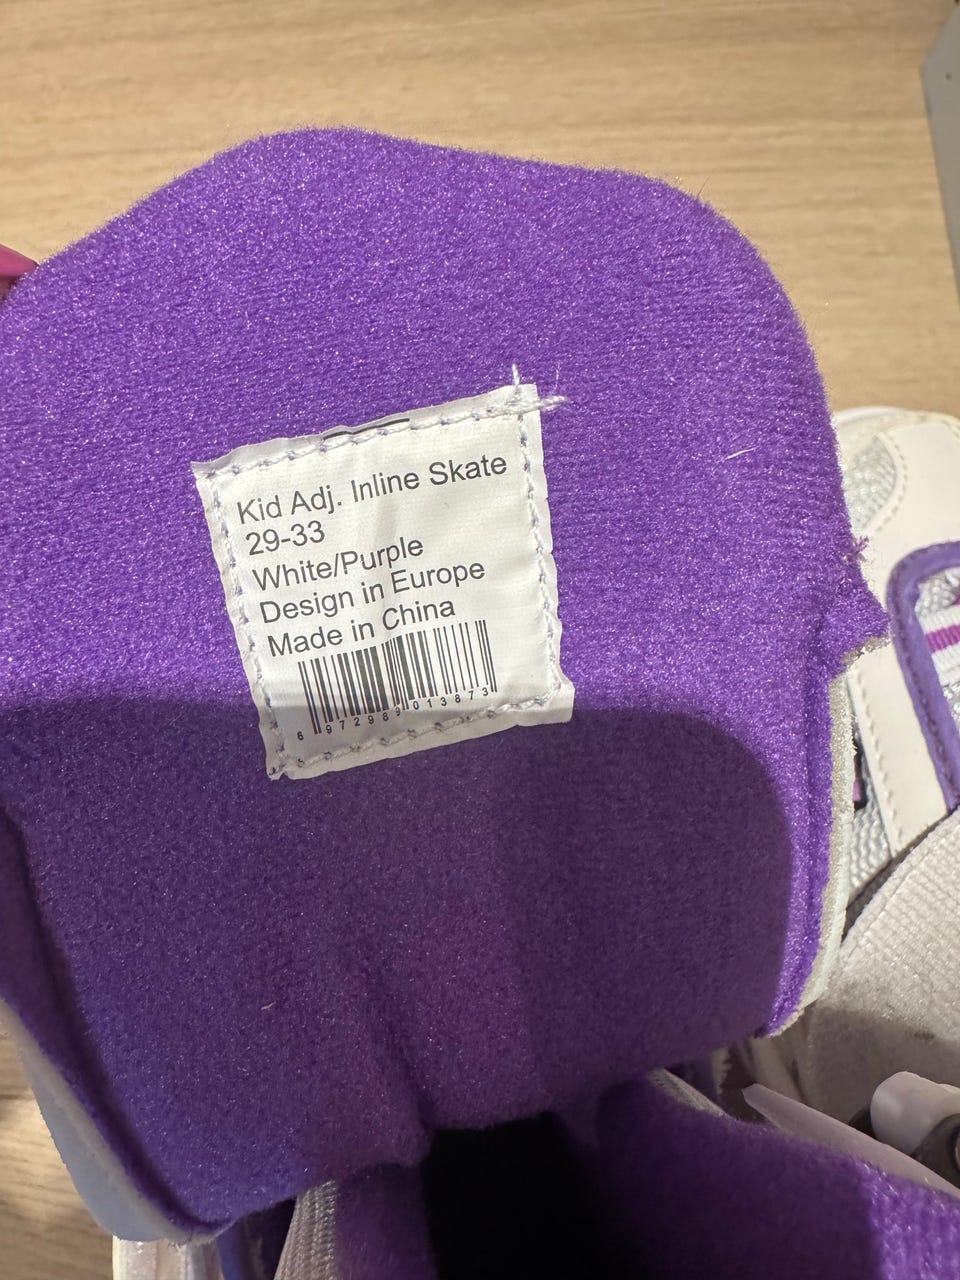 Kid Adj. Inline Skate
29-33
White/Purple
Design in Europe
Made in China
6 972989 013873